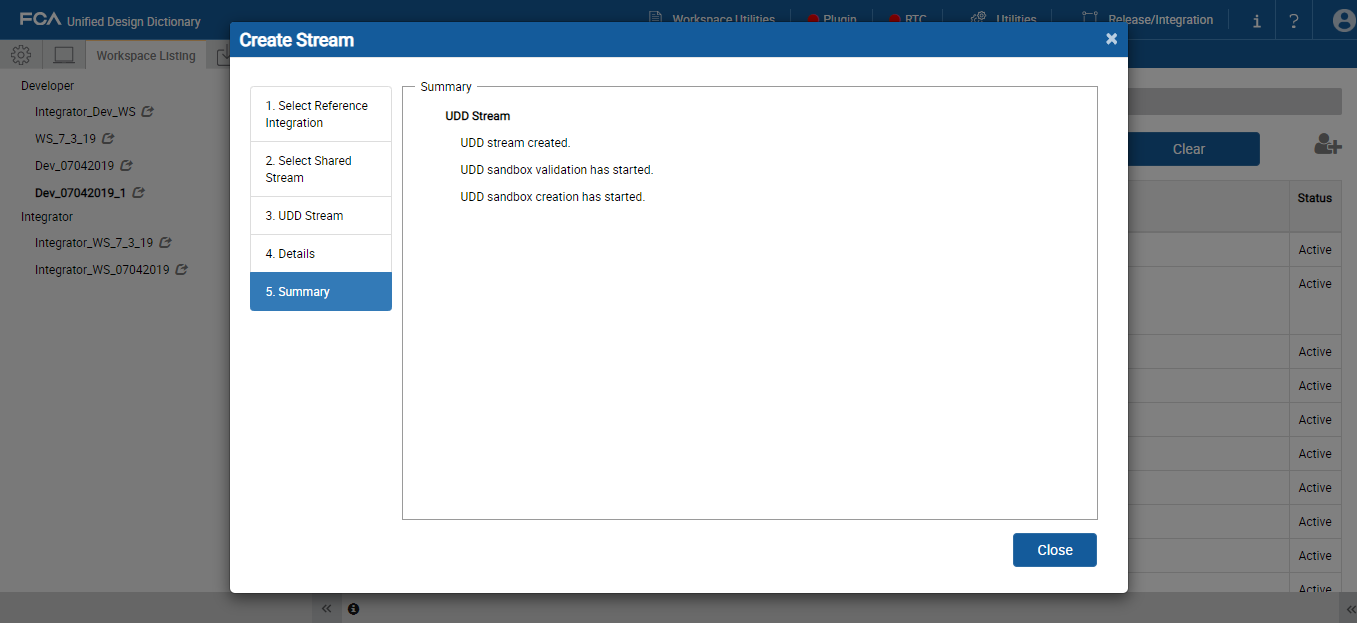 FCA Unified Design Dictionary
Workspace Utilities
Plugin
RTC
Utilities
Release/Integration
i
?
Create Stream
×
Workspace Listing
Developer
Integrator_Dev_WS
WS_7_3_19
Dev_07042019
Dev_07042019_1
Integrator
Integrator_WS_7_3_19
Integrator_WS_07042019
1. Select Reference
Integration
2. Select Shared
Stream
3. UDD Stream
4. Details
5. Summary
Summary
UDD Stream
UDD stream created.
UDD sandbox validation has started.
UDD sandbox creation has started.
Close
Clear
Status
Active
Active
Active
Active
Active
Active
Active
Active
Active
Active
«
«